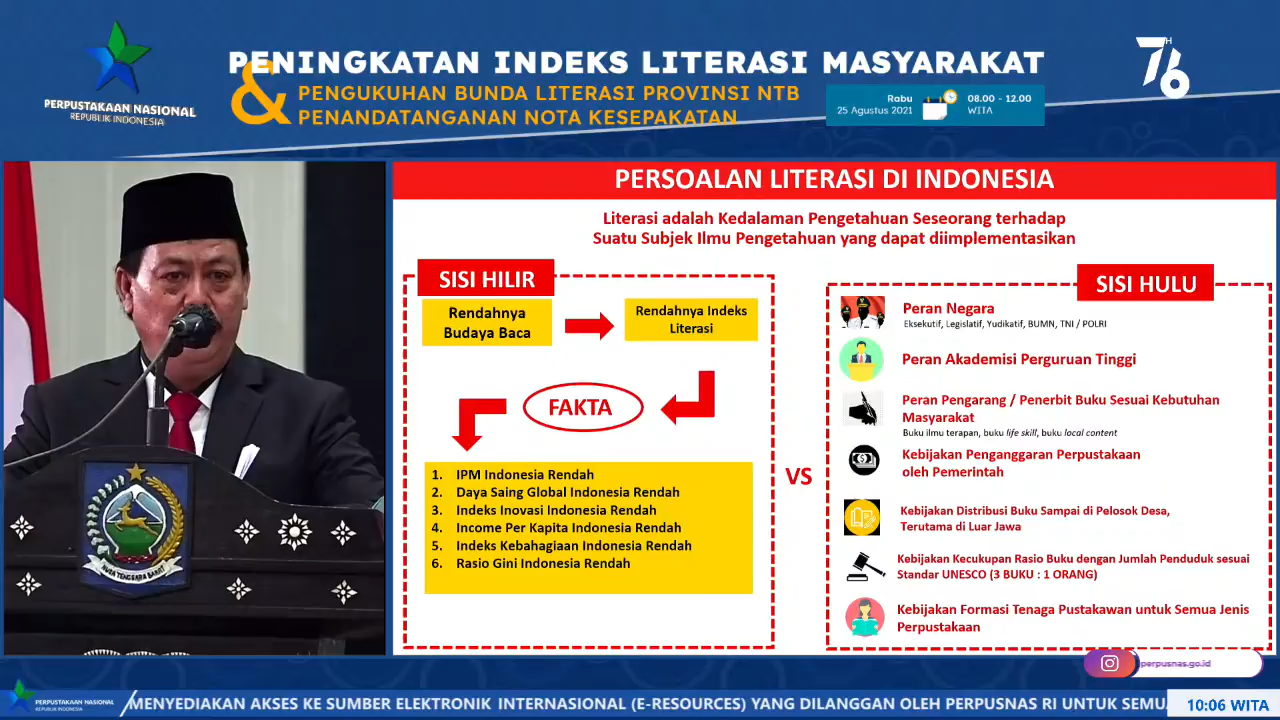 PERPUSTAKAAN NASIONAL
REPUBLIK INDONESIA
PENINGKATAN INDEKS LITERASI MASYARAKAT
& PENGUKUHAN BUNDA LITERASI PROVINSI NTB
PENANDATANGANAN NOTA KESEPAKATAN
Rabu
25 Agustus 2021
08.00 - 12.00
WITA
76
TH
PERSOALAN LITERASI DI INDONESIA
Literasi adalah Kedalaman Pengetahuan Seseorang terhadap
Suatu Subjek Ilmu Pengetahuan yang dapat diimplementasikan
SISI HILIR
Rendahnya
Budaya Baca
Rendahnya Indeks
Literasi
FAKTA
1. IPM Indonesia Rendah
2. Daya Saing Global Indonesia Rendah
3. Indeks Inovasi Indonesia Rendah
4. Income Per Kapita Indonesia Rendah
5. Indeks Kebahagiaan Indonesia Rendah
6. Rasio Gini Indonesia Rendah
VS
SISI HULU
Peran Negara
Eksekutif, Legislatif, Yudikatif, BUMN, TNI / POLRI
Peran Akademisi Perguruan Tinggi
Peran Pengarang / Penerbit Buku Sesuai Kebutuhan
Masyarakat
Buku ilmu terapan, buku life skill, buku local content
Kebijakan Penganggaran Perpustakaan
oleh Pemerintah
Kebijakan Distribusi Buku Sampai di Pelosok Desa,
Terutama di Luar Jawa
Kebijakan Kecukupan Rasio Buku dengan Jumlah Penduduk sesuai
Standar UNESCO (3 BUKU : 1 ORANG)
Kebijakan Formasi Tenaga Pustakawan untuk Semua Jenis
Perpustakaan
NUSA TENGGARA BARAT
perpusnas.go.id
PERPUSTAKAAN NASIONAL
REPUBLIK INDONESIA
MENYEDIAKAN AKSES KE SUMBER ELEKTRONIK INTERNASIONAL (E-RESOURCES) YANG DILANGGAN OLEH PERPUSNAS RI UNTUK SEMUA
10:06 WITA